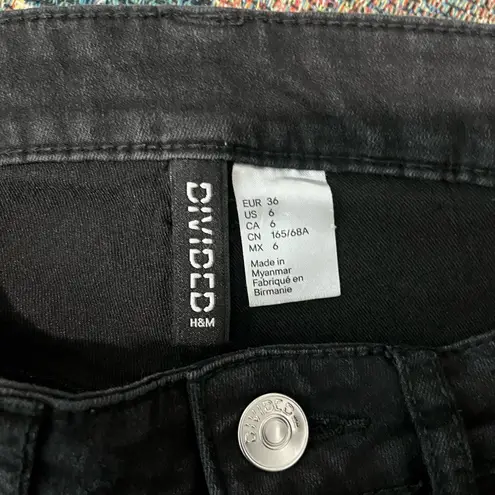 DIVIDED
H&M
EUR 36
US 6
CA 6
CN 165/68A
MX 6
Made in
Myanmar
Fabriqué en
Birmanie
DIVIDED